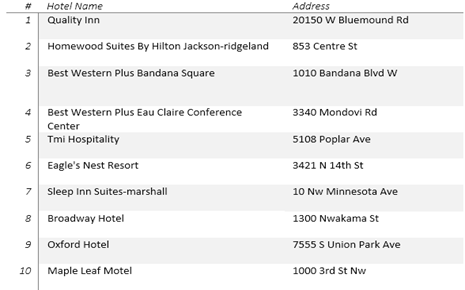 # Hotel Name Address
1 Quality Inn 20150 W Bluemound Rd
2 Homewood Suites By Hilton Jackson-ridgeland 853 Centre St
3 Best Western Plus Bandana Square 1010 Bandana Blvd W
4 Best Western Plus Eau Claire Conference 3340 Mondovi Rd
Center
5 Tmi Hospitality 5108 Poplar Ave
6 Eagle's Nest Resort 3421 N 14th St
7 Sleep Inn Suites-marshall 10 Nw Minnesota Ave
8 Broadway Hotel 1300 Nwakama St
9 Oxford Hotel 7555 S Union Park Ave
10 Maple Leaf Motel 1000 3rd St Nw